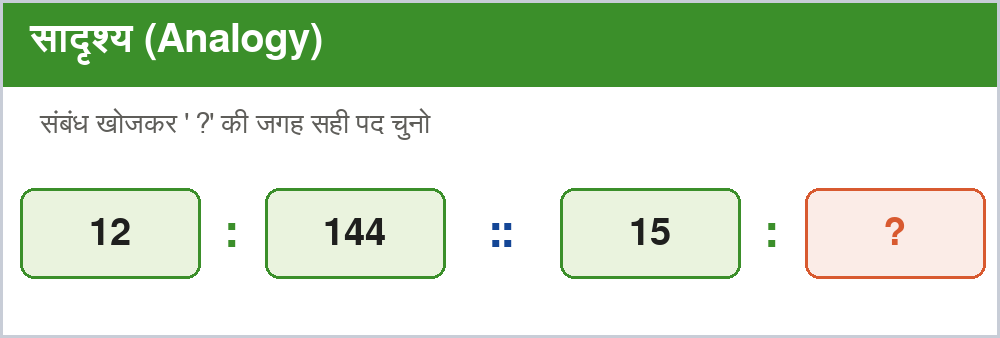 सादृश्य (Analogy)
संबंध खोजकर ' ?' की जगह सही पद चुनो
12 : 144 :: 15 : ?